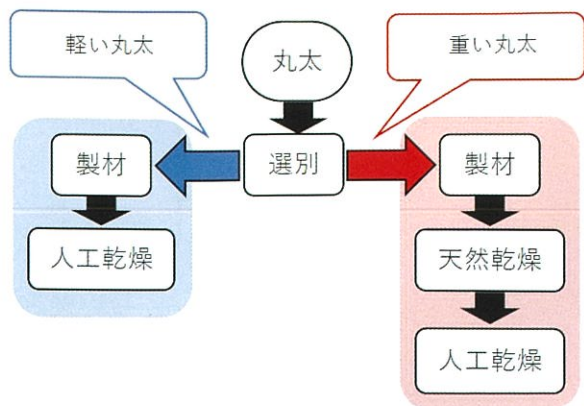 軽い丸太
丸太
重い丸太
製材
選別
製材
人工乾燥
天然乾燥
人工乾燥